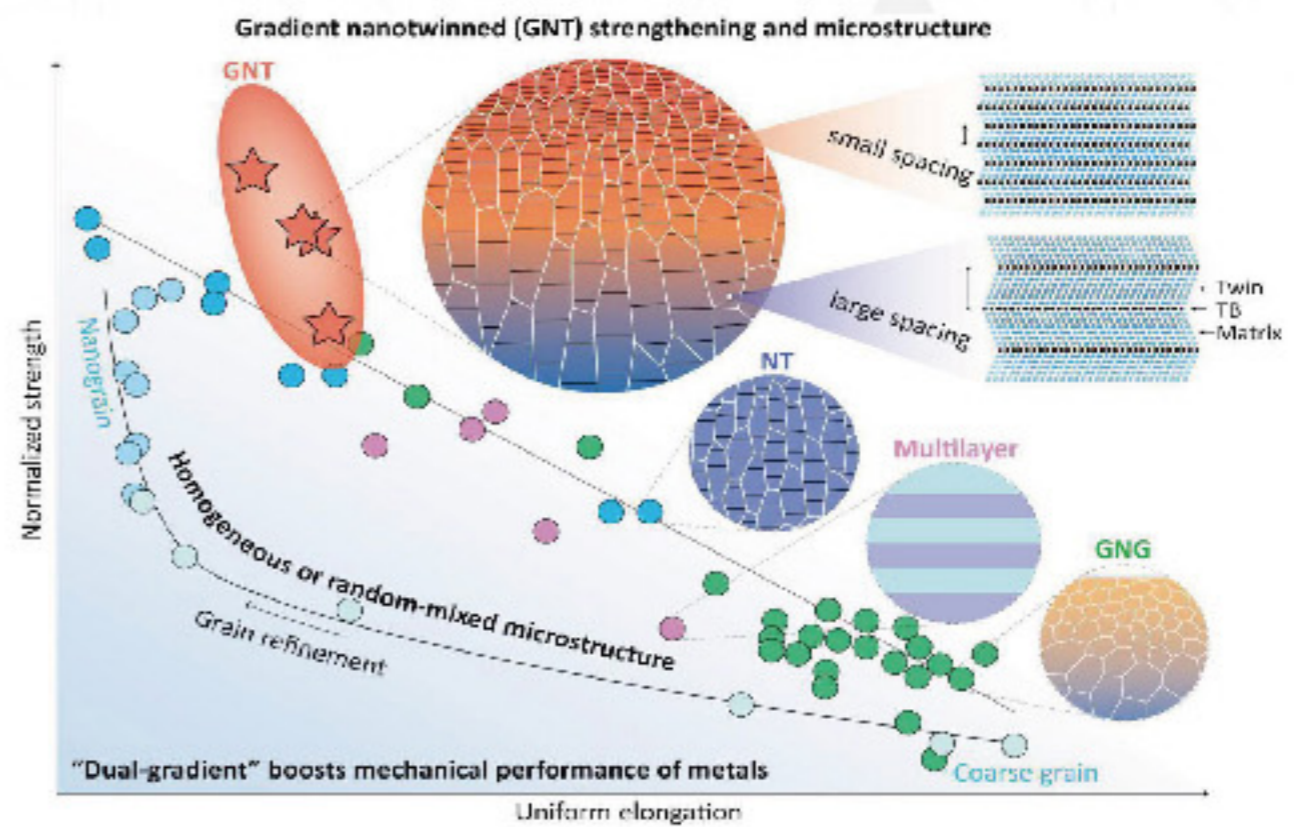 Gradient nanotwinned (GNT) strengthening and microstructure
GNT
small spacing
large spacing
Twin
TB
Matrix
NT
Multilayer
GNG
Nanograin
Homogeneous or random-mixed microstructure
Grain refinement
Normalized strength
"Dual-gradient" boosts mechanical performance of metals
Coarse grain
Uniform elongation